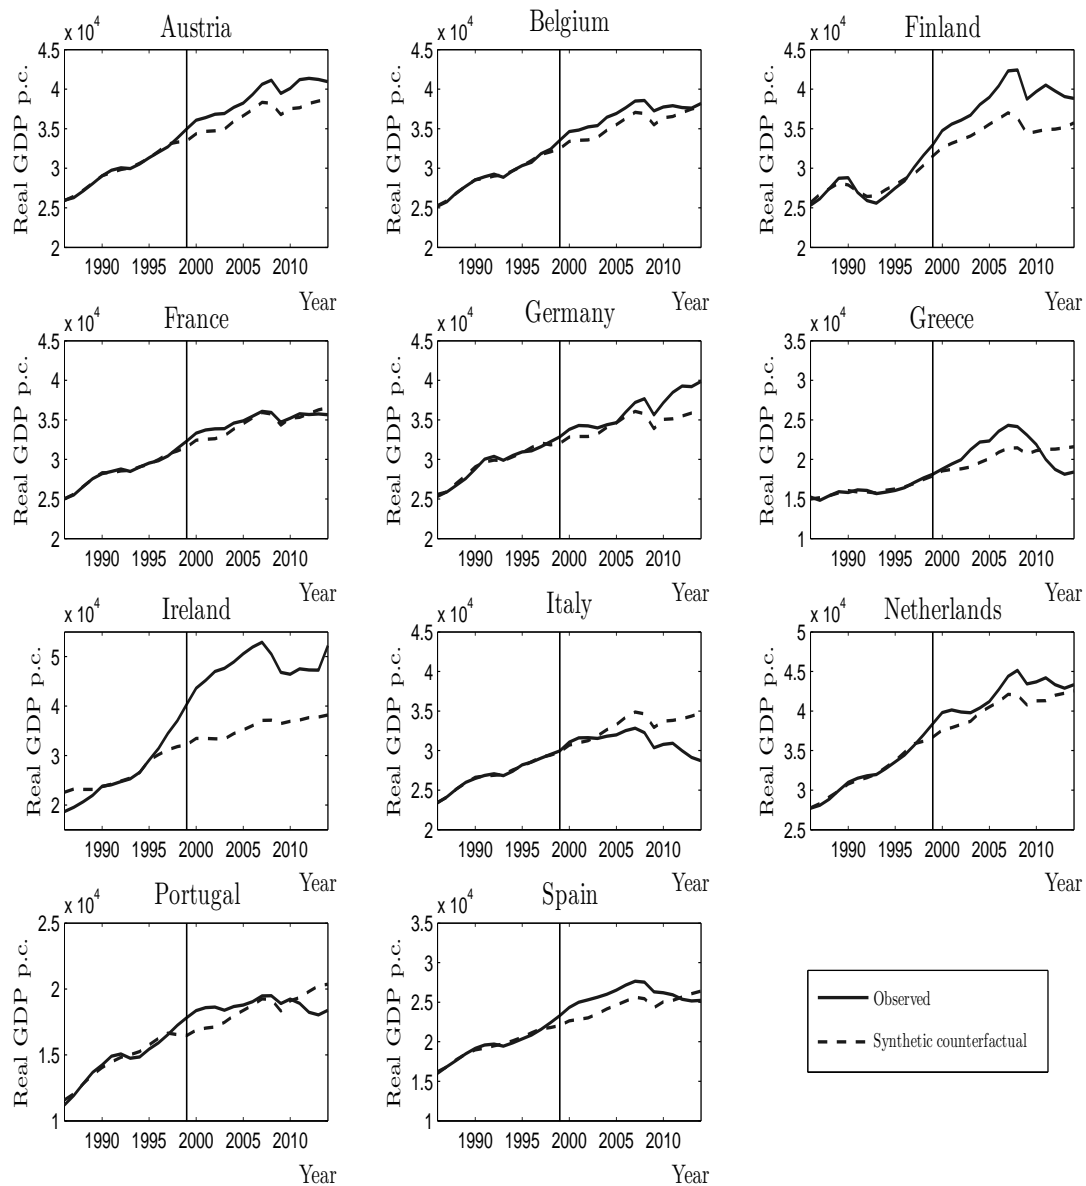 Austria
x 10^4
Real GDP p.c.
4.5
4
3.5
3
2.5
2
1990 1995 2000 2005 2010
Year
Belgium
x 10^4
Real GDP p.c.
4.5
4
3.5
3
2.5
2
1990 1995 2000 2005 2010
Year
Finland
x 10^4
Real GDP p.c.
4.5
4
3.5
3
2.5
2
1990 1995 2000 2005 2010
Year
France
x 10^4
Real GDP p.c.
4.5
4
3.5
3
2.5
2
1990 1995 2000 2005 2010
Year
Germany
x 10^4
Real GDP p.c.
4.5
4
3.5
3
2.5
2
1990 1995 2000 2005 2010
Year
Greece
x 10^4
Real GDP p.c.
3.5
3
2.5
2
1.5
1
1990 1995 2000 2005 2010
Year
Ireland
x 10^4
Real GDP p.c.
5
4
3
2
1990 1995 2000 2005 2010
Year
Italy
x 10^4
Real GDP p.c.
4.5
4
3.5
3
2.5
2
1990 1995 2000 2005 2010
Year
Netherlands
x 10^4
Real GDP p.c.
5
4.5
4
3.5
3
2.5
1990 1995 2000 2005 2010
Year
Portugal
x 10^4
Real GDP p.c.
2.5
2
1.5
1
1990 1995 2000 2005 2010
Year
Spain
x 10^4
Real GDP p.c.
3.5
3
2.5
2
1.5
1
1990 1995 2000 2005 2010
Year
Observed
Synthetic counterfactual